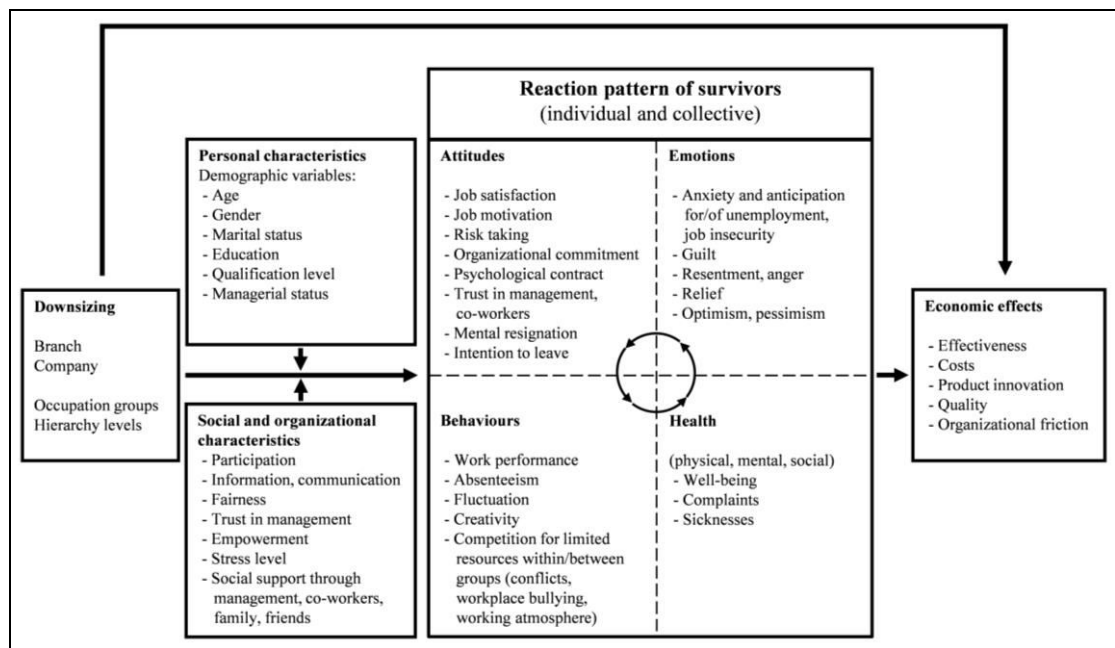 Reaction pattern of survivors
(individual and collective)
Personal characteristics
Demographic variables:
- Age
- Gender
- Marital status
- Education
- Qualification level
- Managerial status
Attitudes
- Job satisfaction
- Job motivation
- Risk taking
- Organizational commitment
- Psychological contract
- Trust in management,
co-workers
- Mental resignation
- Intention to leave
Emotions
- Anxiety and anticipation
for/of unemployment,
job insecurity
- Guilt
- Resentment, anger
- Relief
- Optimism, pessimism
Downsizing
Branch
Company
Occupation groups
Hierarchy levels
Economic effects
- Effectiveness
- Costs
- Product innovation
- Quality
- Organizational friction
Social and organizational
characteristics
- Participation
- Information, communication
- Fairness
- Trust in management
- Empowerment
- Stress level
- Social support through
management, co-workers,
family, friends
Behaviours
- Work performance
- Absenteeism
- Fluctuation
- Creativity
- Competition for limited
resources within/between
groups (conflicts,
workplace bullying,
working atmosphere)
Health
(physical, mental, social)
- Well-being
- Complaints
- Sicknesses